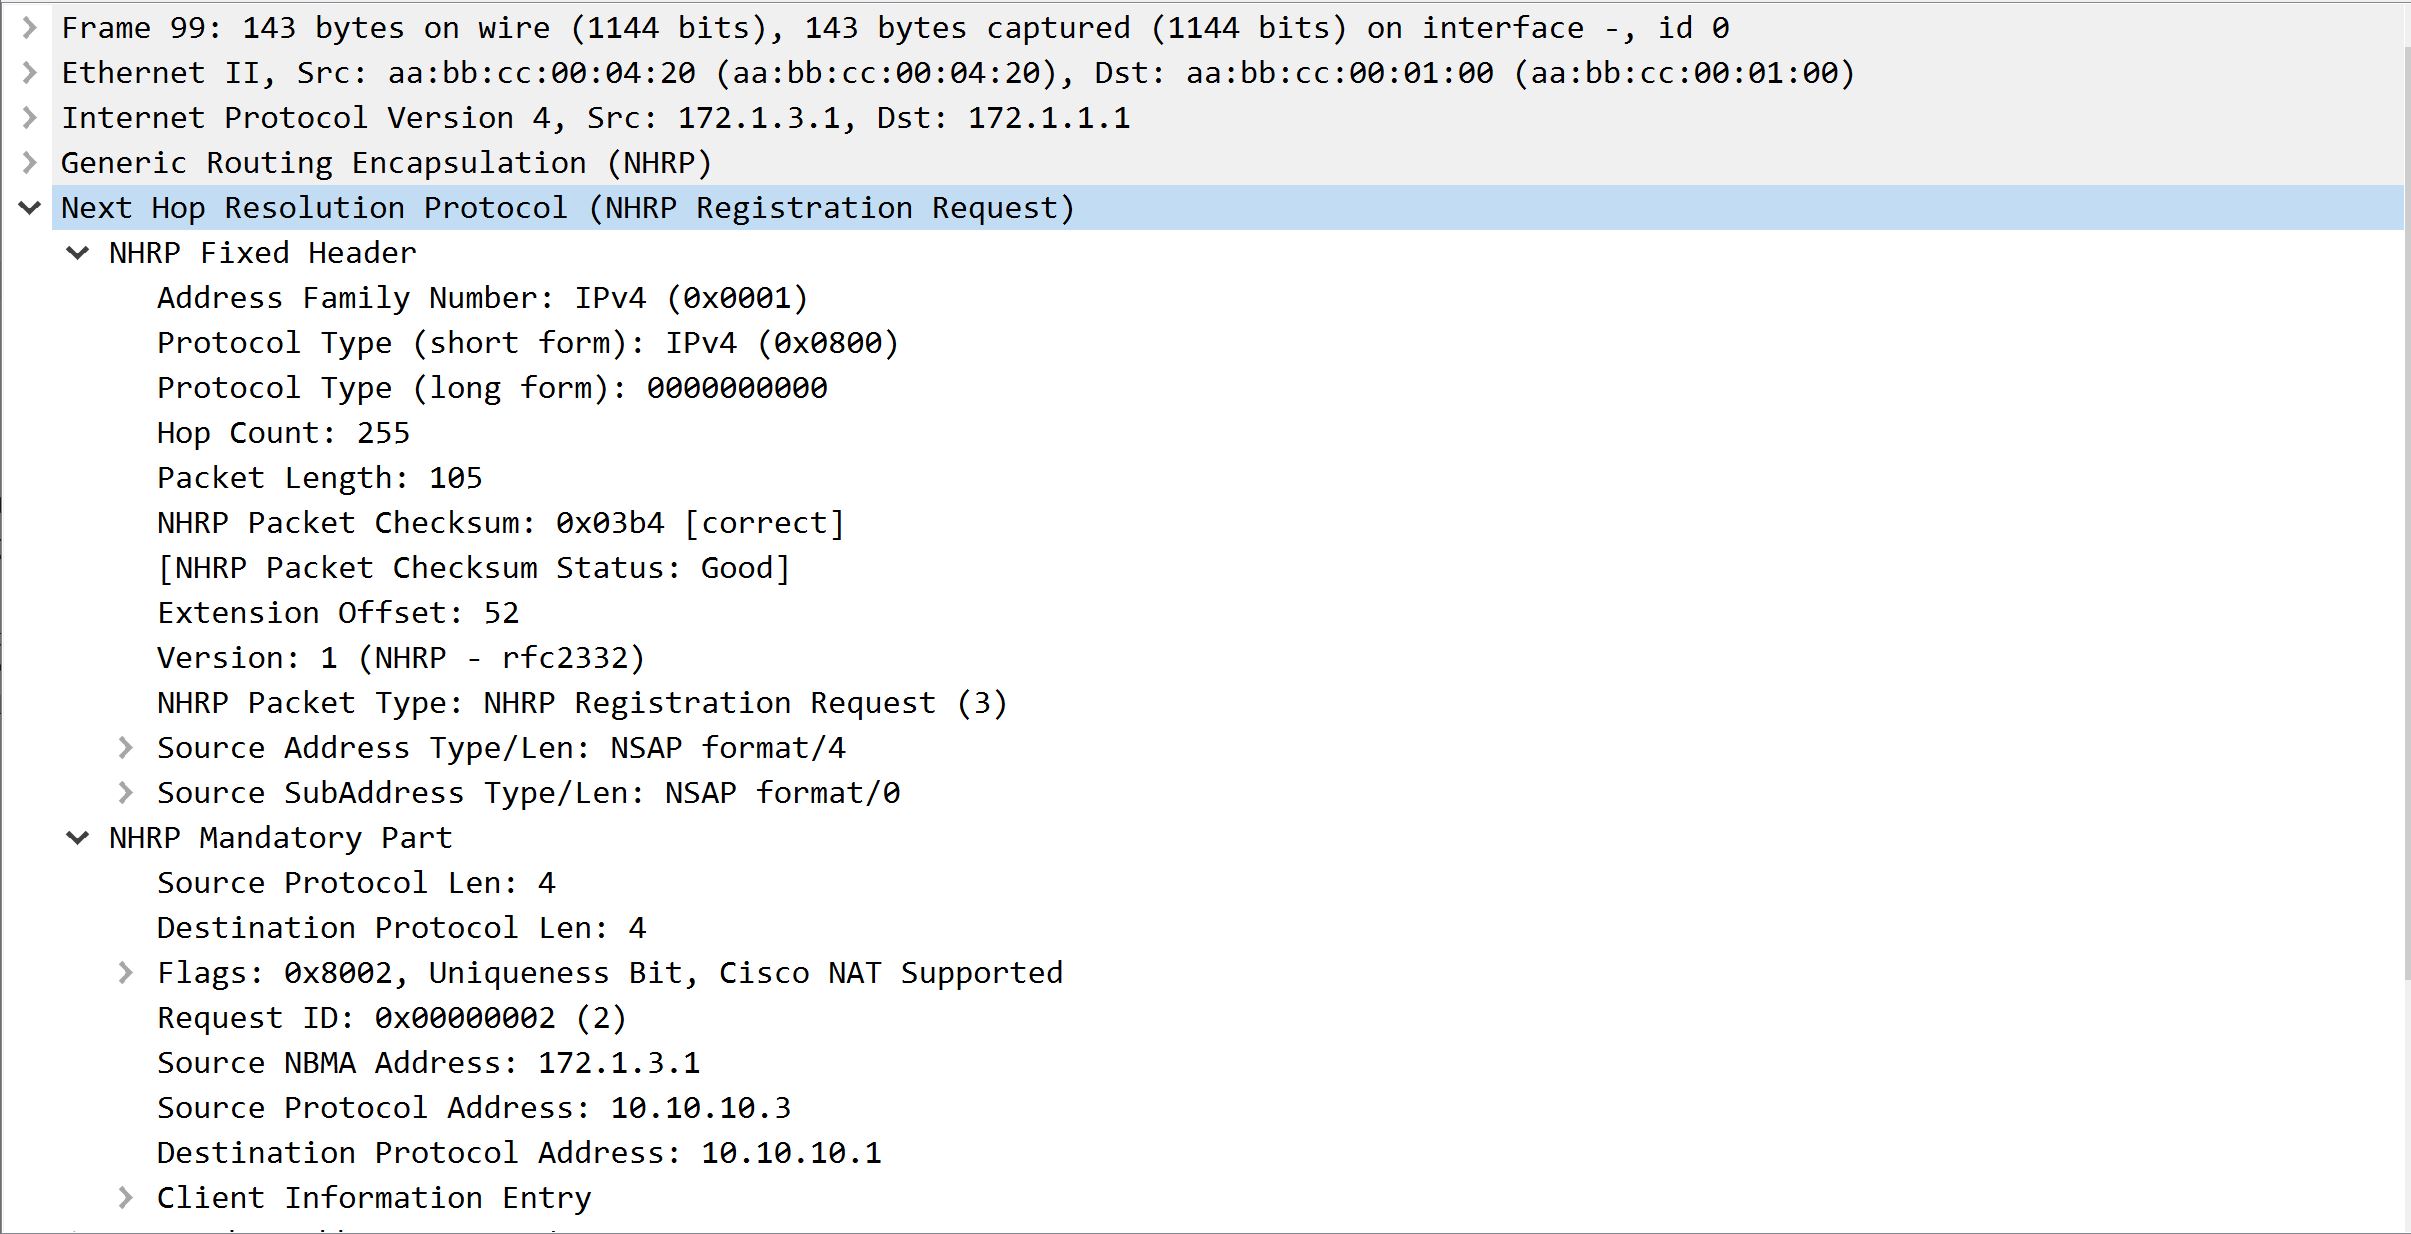 Frame 99: 143 bytes on wire (1144 bits), 143 bytes captured (1144 bits) on interface -, id 0
Ethernet II, Src: aa:bb:cc:00:04:20 (aa:bb:cc:00:04:20), Dst: aa:bb:cc:00:01:00 (aa:bb:cc:00:01:00)
Internet Protocol Version 4, Src: 172.1.3.1, Dst: 172.1.1.1
Generic Routing Encapsulation (NHRP)
Next Hop Resolution Protocol (NHRP Registration Request)
NHRP Fixed Header
Address Family Number: IPv4 (0x0001)
Protocol Type (short form): IPv4 (0x0800)
Protocol Type (long form): 0000000000
Hop Count: 255
Packet Length: 105
NHRP Packet Checksum: 0x03b4 [correct]
[NHRP Packet Checksum Status: Good]
Extension Offset: 52
Version: 1 (NHRP - rfc2332)
NHRP Packet Type: NHRP Registration Request (3)
Source Address Type/Len: NSAP format/4
Source SubAddress Type/Len: NSAP format/0
NHRP Mandatory Part
Source Protocol Len: 4
Destination Protocol Len: 4
Flags: 0x8002, Uniqueness Bit, Cisco NAT Supported
Request ID: 0x00000002 (2)
Source NBMA Address: 172.1.3.1
Source Protocol Address: 10.10.10.3
Destination Protocol Address: 10.10.10.1
Client Information Entry